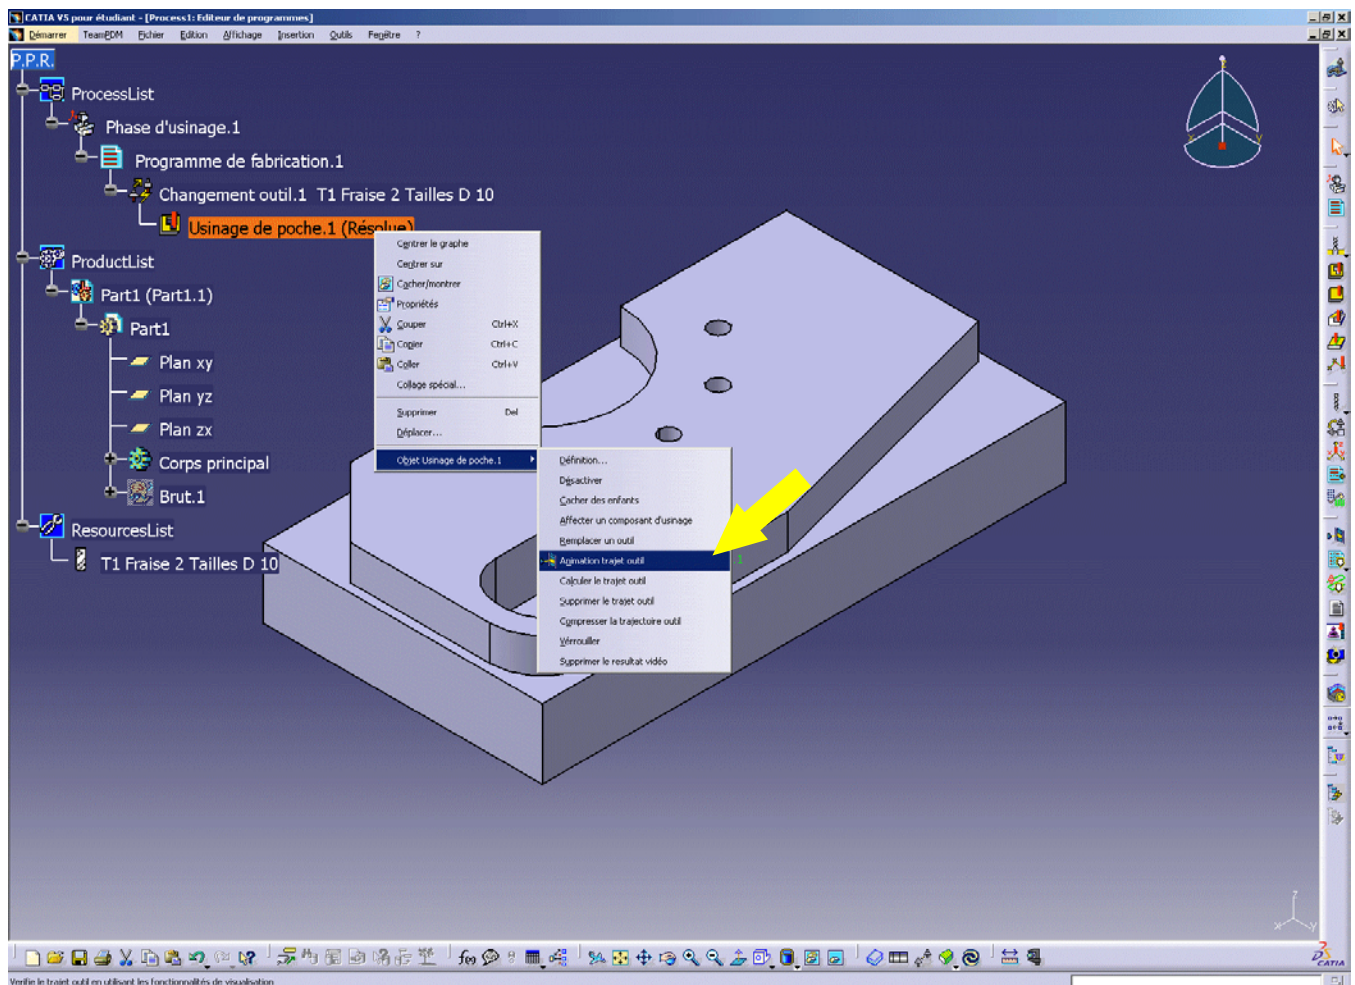 CATIA V5 pour étudiant - [Process1: Editeur de programmes]
Démarrer TeamPDM Fichier Edition Affichage Insertion Outils Fenêtre ?
P.P.R.
ProcessList
Phase d'usinage.1
Programme de fabrication.1
Changement outil.1 T1 Fraise 2 Tailles D 10
Usinage de poche.1 (Résolue)
ProductList
Part1 (Part1.1)
Part1
Plan xy
Plan yz
Plan zx
Corps principal
Brut.1
ResourcesList
T1 Fraise 2 Tailles D 10
Centrer le graphe
Centrer sur
Cacher/montrer
Propriétés
Couper Ctrl+X
Copier Ctrl+C
Coller Ctrl+V
Collage spécial...
Supprimer Del
Déplacer...
Objet Usinage de poche.1
Définition...
Désactiver
Cacher des enfants
Affecter un composant d'usinage
Remplacer un outil
Animation trajet outil
Calculer le trajet outil
Supprimer le trajet outil
Compresser la trajectoire outil
Vérrouiller
Supprimer le resultat vidéo
1
z
x y
f(x)
CATIA
Verifie le trajet outil en utilisant les fonctionnalités de visualisation